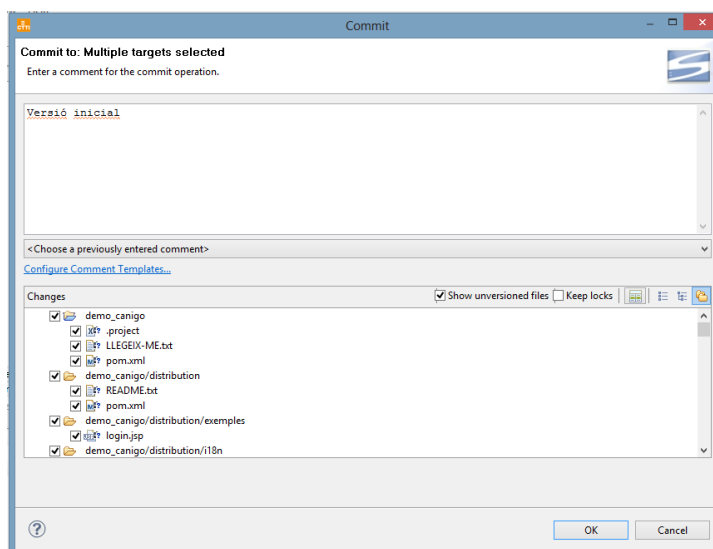 Commit
Commit to: Multiple targets selected
Enter a comment for the commit operation.
Versió inicial
<Choose a previously entered comment>
Configure Comment Templates...
Changes
Show unversioned files
Keep locks
demo_canigo
.project
LLEGEIX-ME.txt
pom.xml
demo_canigo/distribution
README.txt
pom.xml
demo_canigo/distribution/exemples
login.jsp
demo_canigo/distribution/i18n
OK
Cancel